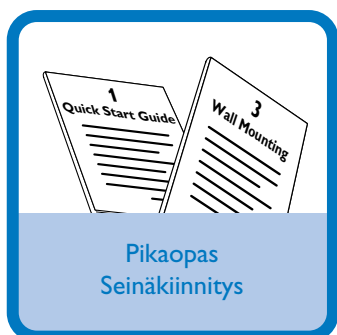 1
Quick Start Guide
3
Wall Mounting
Pikaopas
Seinäkiinnitys